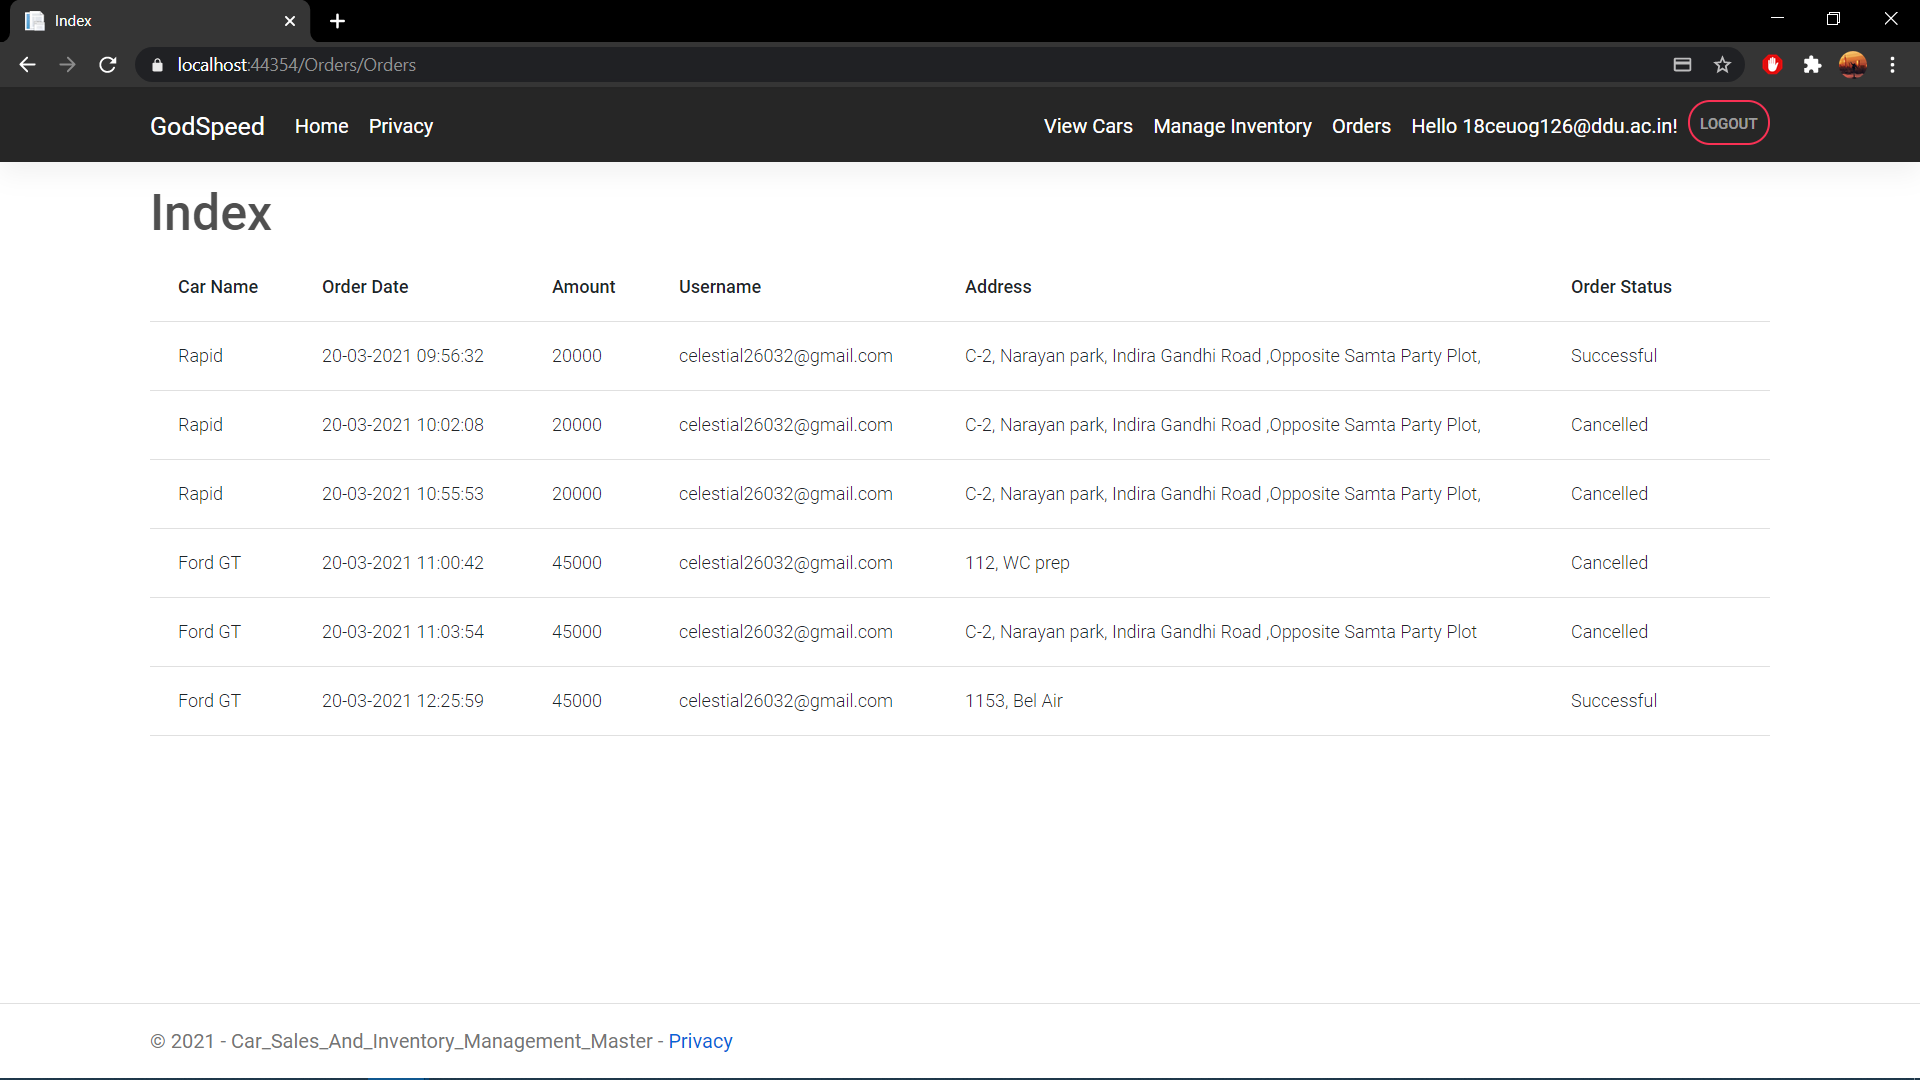 Index
localhost:44354/Orders/Orders
GodSpeed Home Privacy View Cars Manage Inventory Orders Hello 18ceuog126@ddu.ac.in! LOGOUT
Index
Car Name Order Date Amount Username Address Order Status
Rapid 20-03-2021 09:56:32 20000 celestial26032@gmail.com C-2, Narayan park, Indira Gandhi Road ,Opposite Samta Party Plot, Successful
Rapid 20-03-2021 10:02:08 20000 celestial26032@gmail.com C-2, Narayan park, Indira Gandhi Road ,Opposite Samta Party Plot, Cancelled
Rapid 20-03-2021 10:55:53 20000 celestial26032@gmail.com C-2, Narayan park, Indira Gandhi Road ,Opposite Samta Party Plot, Cancelled
Ford GT 20-03-2021 11:00:42 45000 celestial26032@gmail.com 112, WC prep Cancelled
Ford GT 20-03-2021 11:03:54 45000 celestial26032@gmail.com C-2, Narayan park, Indira Gandhi Road ,Opposite Samta Party Plot Cancelled
Ford GT 20-03-2021 12:25:59 45000 celestial26032@gmail.com 1153, Bel Air Successful
© 2021 - Car_Sales_And_Inventory_Management_Master - Privacy